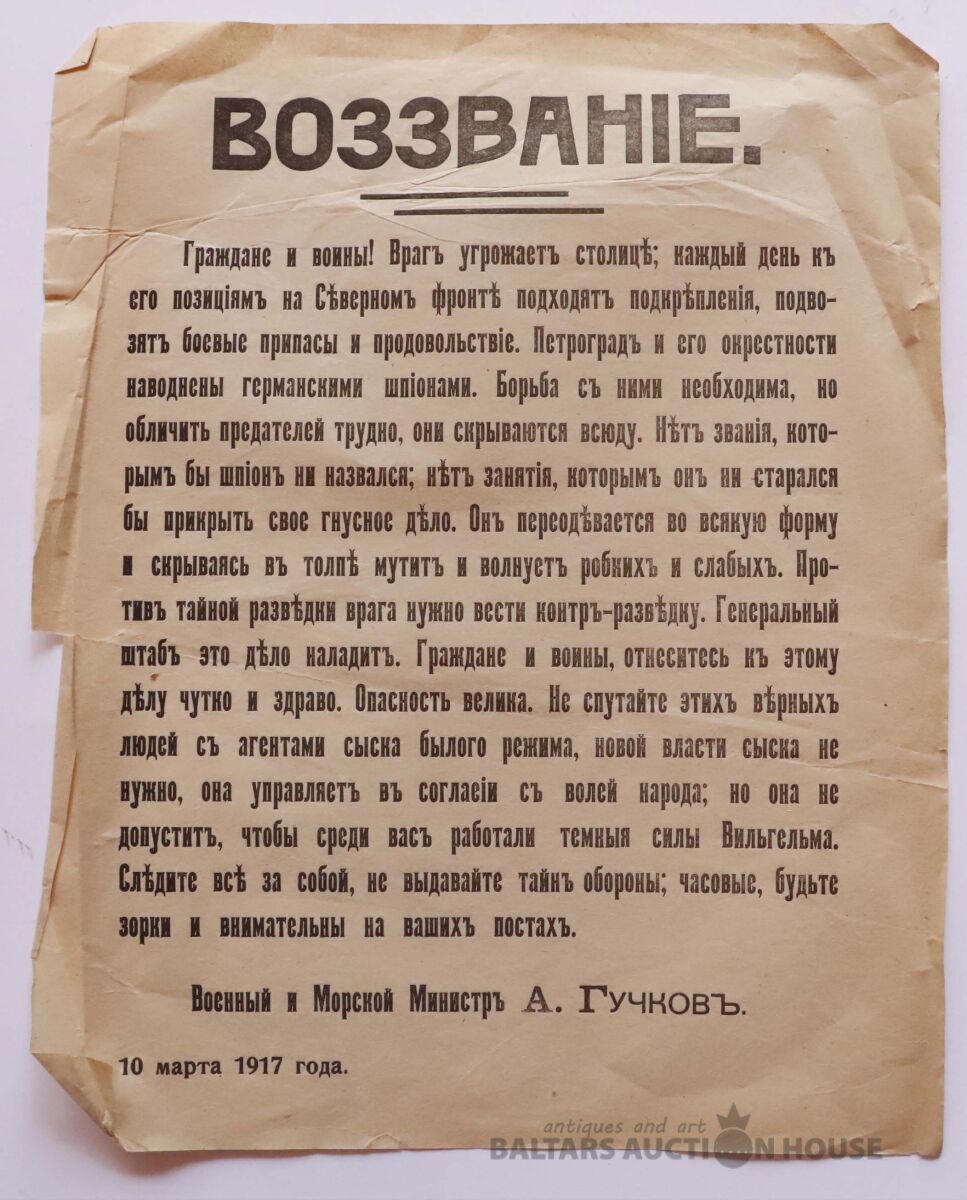 ВОЗЗВАНІЕ.
Граждане и воины! Врагъ угрожаетъ столицѣ; каждый день къ
его позиціямъ на Сѣверномъ фронтѣ подходятъ подкрѣпленія, подво-
зятъ боевые припасы и продовольствіе. Петроградъ и его окрестности
наводнены германскими шпіонами. Борьба съ ними необходима, но
обличить предателей трудно, они скрываются всюду. Нѣтъ званія, кото-
рымъ бы шпіонъ ни назвался; нѣтъ занятія, которымъ онъ ни старался
бы прикрыть свое гнусное дѣло. Онъ переодѣвается во всякую форму
и скрываясь въ толпѣ мутитъ и волнуетъ робкихъ и слабыхъ. Про-
тивъ тайной развѣдки врага нужно вести контръ-развѣдку. Генеральный
штабъ это дѣло наладитъ. Граждане и воины, отнеситесь къ этому
дѣлу чутко и здраво. Опасность велика. Не спутайте этихъ вѣрныхъ
людей съ агентами сыска былого режима, новой власти сыска не
нужно, она управляетъ въ согласіи съ волей народа; но она не
допуститъ, чтобы среди васъ работали темныя силы Вильгельма.
Слѣдите всѣ за собой, не выдавайте тайнъ обороны; часовые, будьте
зорки и внимательны на вашихъ постахъ.
Военный и Морской Министръ А. Гучковъ.
10 марта 1917 года.
antiques and art
BALTARS AUCTION HOUSE